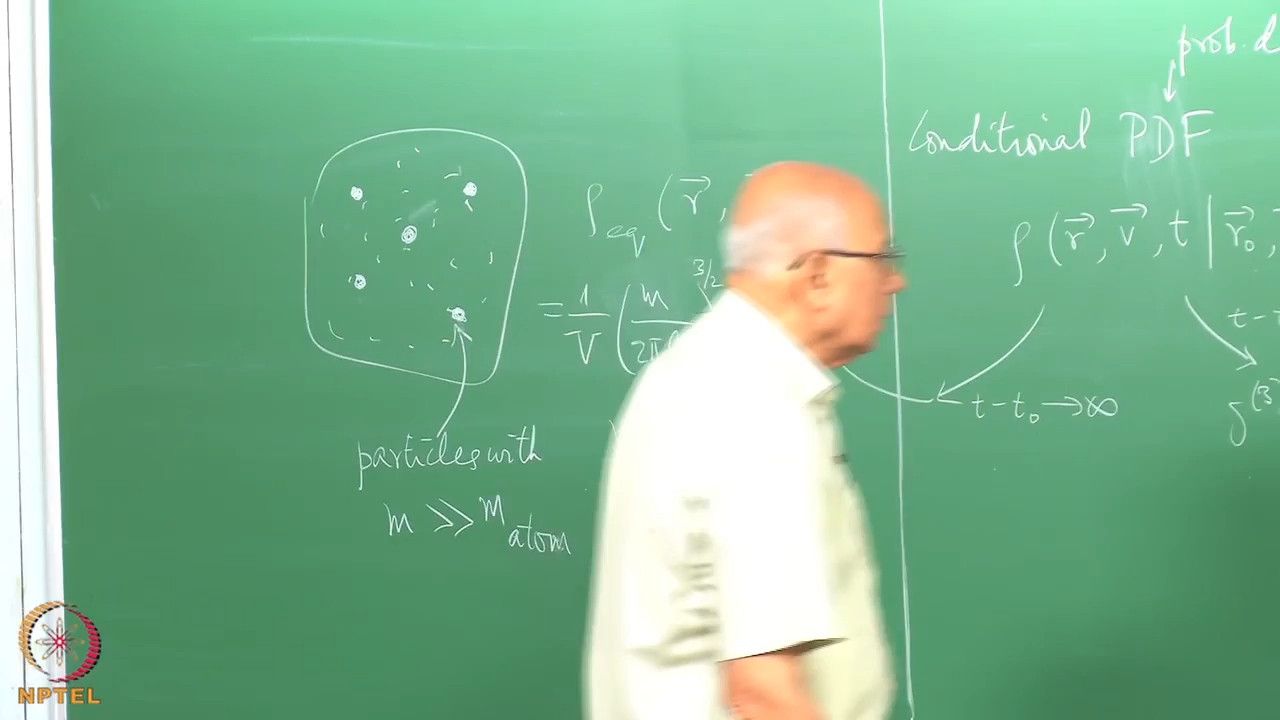 ρ_eq (r⃗,
= 1/V (m/2π
3/2
particles with
m ≫ m_atom
prob. d
Conditional PDF
ρ (r⃗, v⃗, t | r⃗₀,
t - t₀ → ∞
t -
δ^(3)
NPTEL